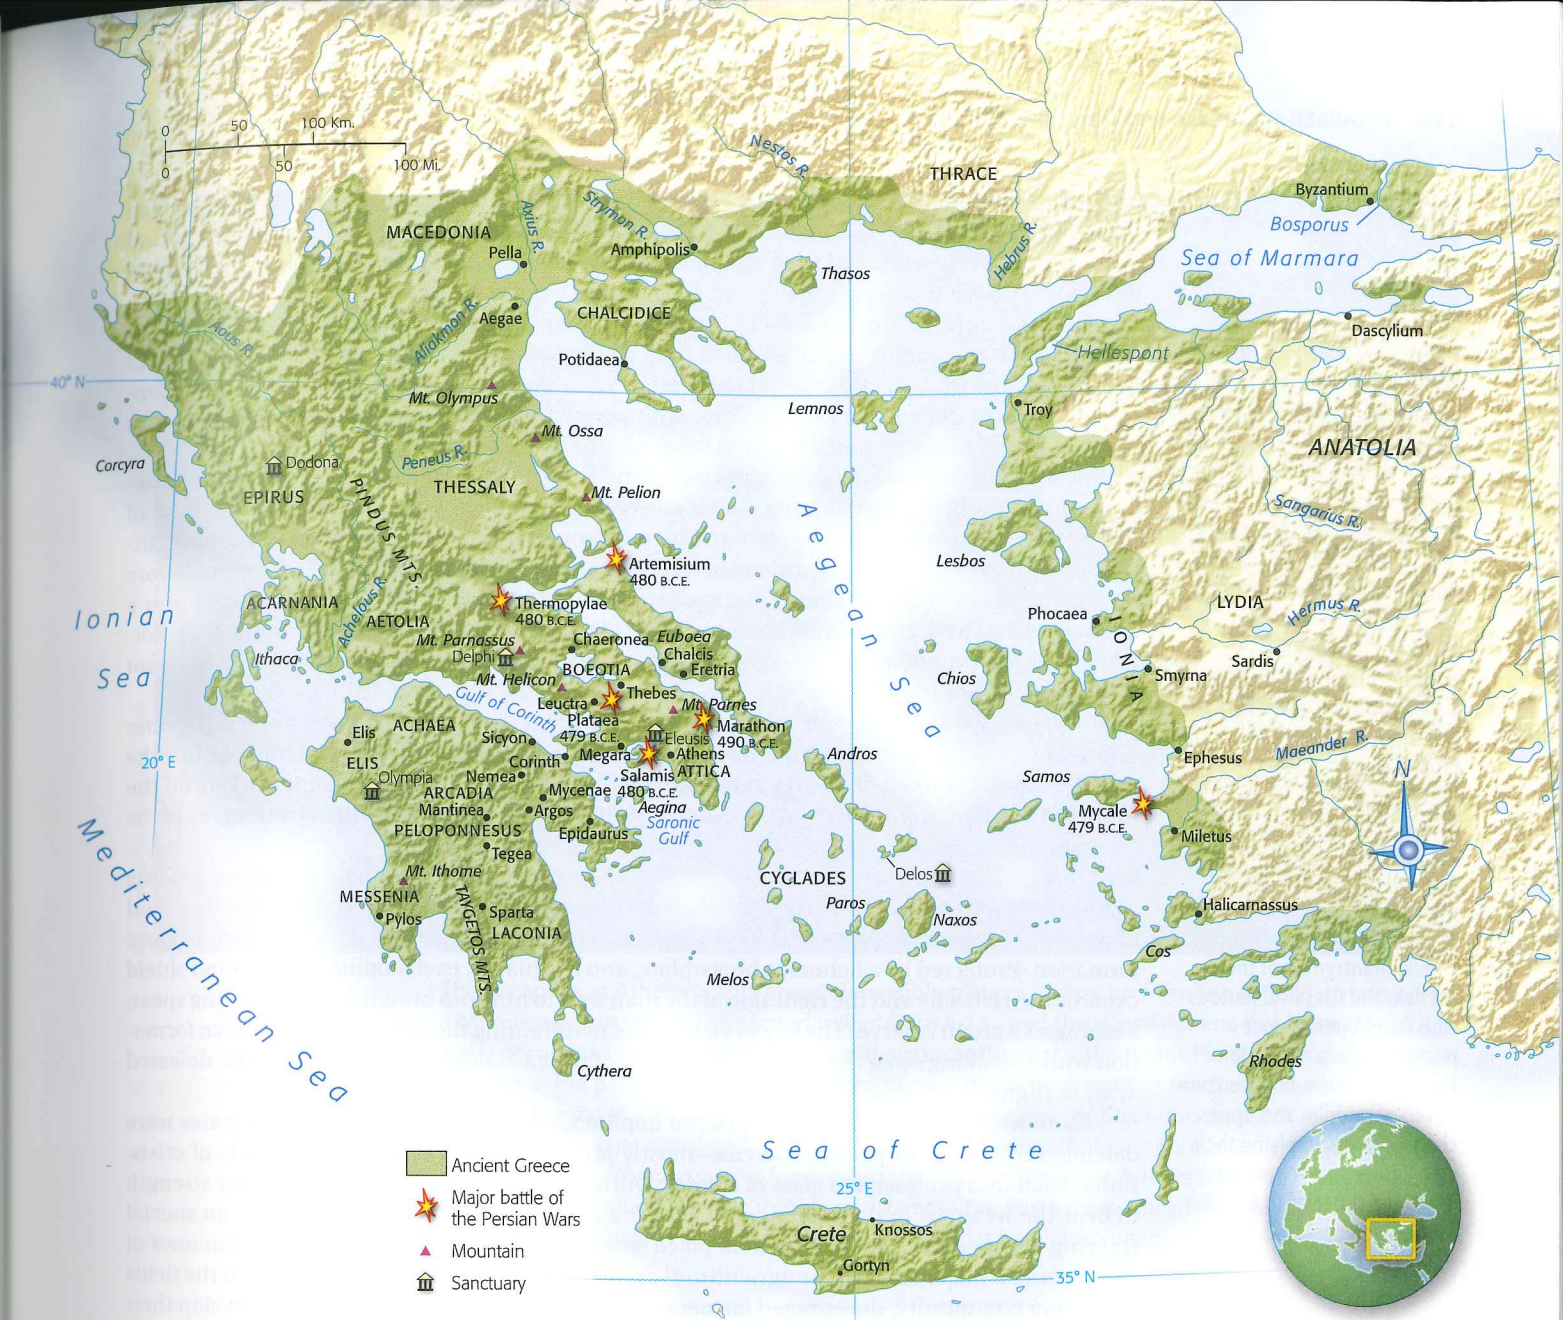 0 50 100 Km.
0 50 100 Mi.
Nestos R.
THRACE
Byzantium
Bosporus
Sea of Marmara
Strymon R.
Axius R.
MACEDONIA
Pella
Amphipolis
Hebrus R.
Thasos
CHALCIDICE
Aegae
Aliakmon R.
Aous R.
Dascylium
Hellespont
Potidaea
40° N
Mt. Olympus
Lemnos
Troy
Mt. Ossa
ANATOLIA
Corcyra
Dodona
Peneus R.
EPIRUS
THESSALY
Mt. Pelion
PINDUS MTS.
Sangarius R.
Aegean Sea
Artemisium
480 B.C.E.
Lesbos
Thermopylae
480 B.C.E.
ACARNANIA
Achelous R.
AETOLIA
Ionian
Sea
LYDIA
Hermus R.
Phocaea
IONIA
Mt. Parnassus
Delphi
Chaeronea
Euboea
Chalcis
Eretria
BOEOTIA
Ithaca
Sardis
Smyrna
Chios
Mt. Helicon
Gulf of Corinth
Leuctra
Thebes
Mt. Parnes
Plataea
479 B.C.E.
Marathon
490 B.C.E.
Elis
ACHAEA
Sicyon
Eleusis
Megara
Athens
ELIS
Corinth
Salamis
480 B.C.E.
ATTICA
Andros
Ephesus
Maeander R.
20° E
Olympia
Nemea
ARCADIA
Mycenae
Mantinea
Argos
Aegina
Saronic
Gulf
PELOPONNESUS
Epidaurus
Samos
Mycale
479 B.C.E.
Miletus
N
Tegea
Mt. Ithome
CYCLADES
Delos
MESSENIA
Pylos
TAYGETOS MTS.
Sparta
LACONIA
Paros
Naxos
Halicarnassus
Cos
Melos
Mediterranean Sea
Cythera
Rhodes
Sea of Crete
25° E
Crete
Knossos
Gortyn
35° N
Ancient Greece
Major battle of
the Persian Wars
Mountain
Sanctuary